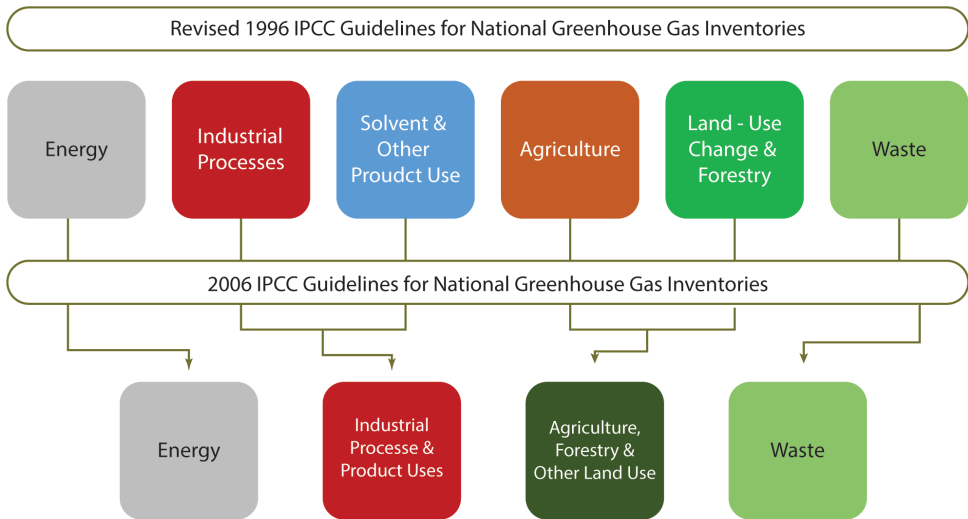 Revised 1996 IPCC Guidelines for National Greenhouse Gas Inventories
Energy
Industrial
Processes
Solvent &
Other
Proudct Use
Agriculture
Land - Use
Change &
Forestry
Waste
2006 IPCC Guidelines for National Greenhouse Gas Inventories
Energy
Industrial
Processe &
Product Uses
Agriculture,
Forestry &
Other Land Use
Waste